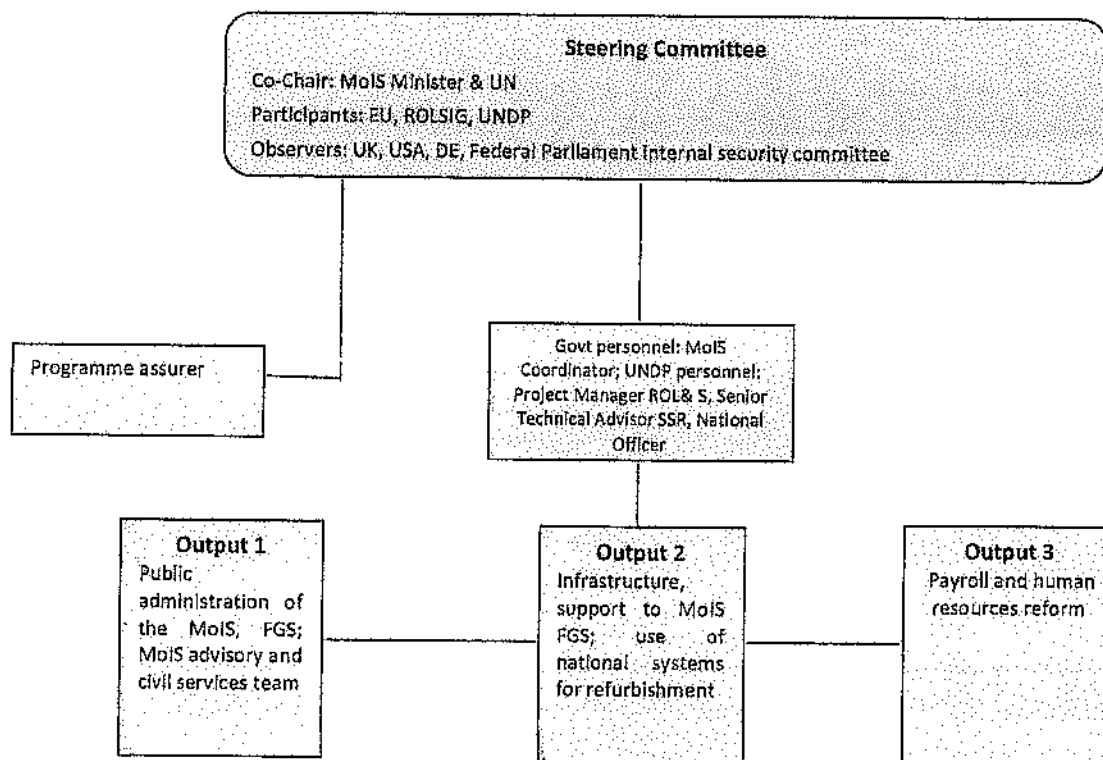 Steering Committee
Co-Chair: MoIS Minister & UN
Participants: EU, ROLSIG, UNDP
Observers: UK, USA, DE, Federal Parliament Internal security committee
Programme assurer
Govt personnel: MoIS
Coordinator; UNDP personnel:
Project Manager ROL& S, Senior
Technical Advisor SSR, National
Officer
Output 1
Public
administration of
the MoIS, FGS;
MoIS advisory and
civil services team
Output 2
Infrastructure,
support to MoIS
FGS; use of
national systems
for refurbishment
Output 3
Payroll and human
resources reform